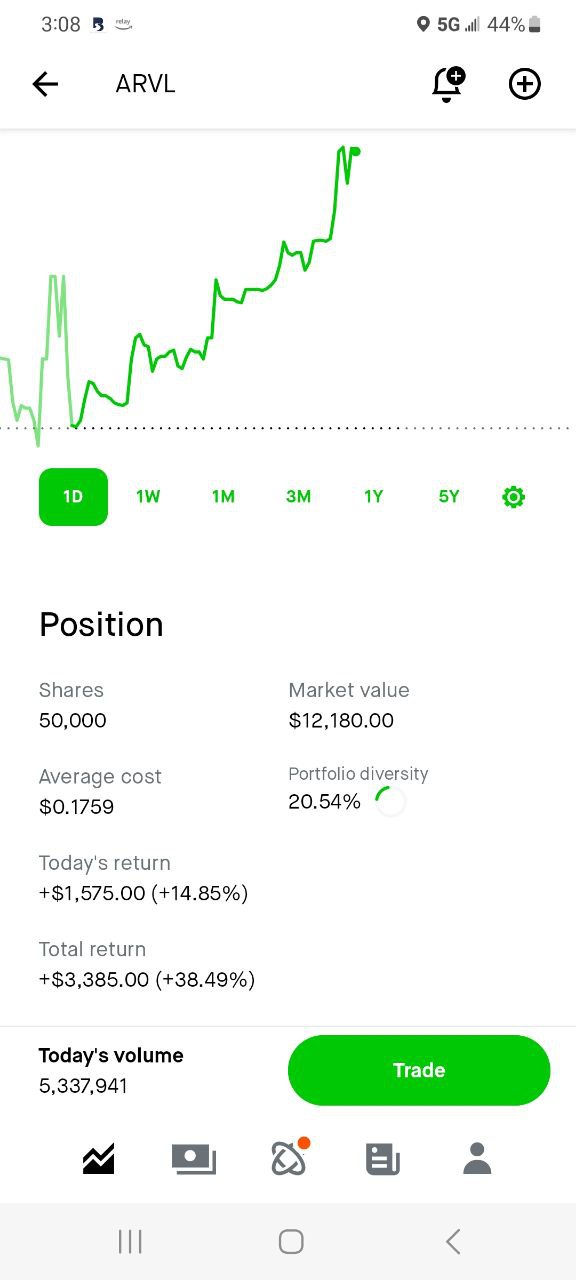 3:08 relay 5G 44%
ARVL
1D 1W 1M 3M 1Y 5Y
Position
Shares Market value
50,000 $12,180.00
Average cost Portfolio diversity
$0.1759 20.54%
Today's return
+$1,575.00 (+14.85%)
Total return
+$3,385.00 (+38.49%)
Today's volume
5,337,941
Trade